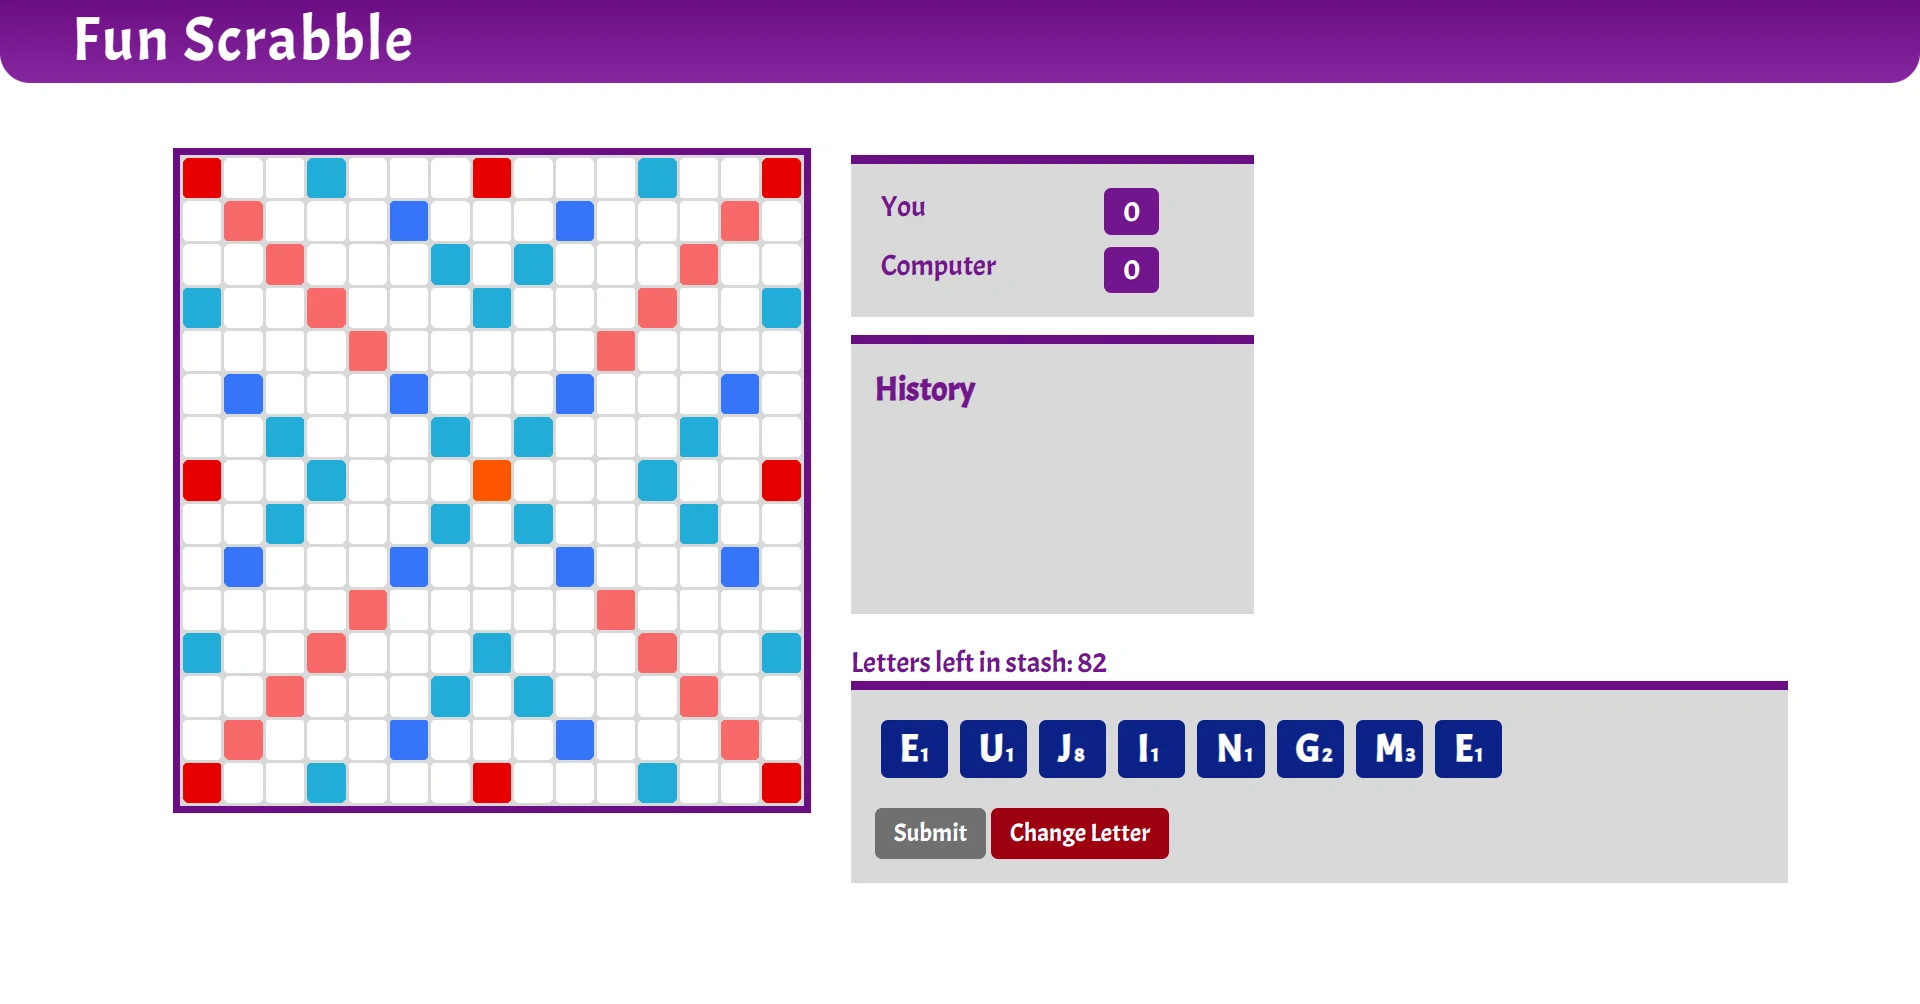 Fun Scrabble
You 0
Computer 0
History
Letters left in stash: 82
E1 U1 J8 I1 N1 G2 M3 E1
Submit Change Letter